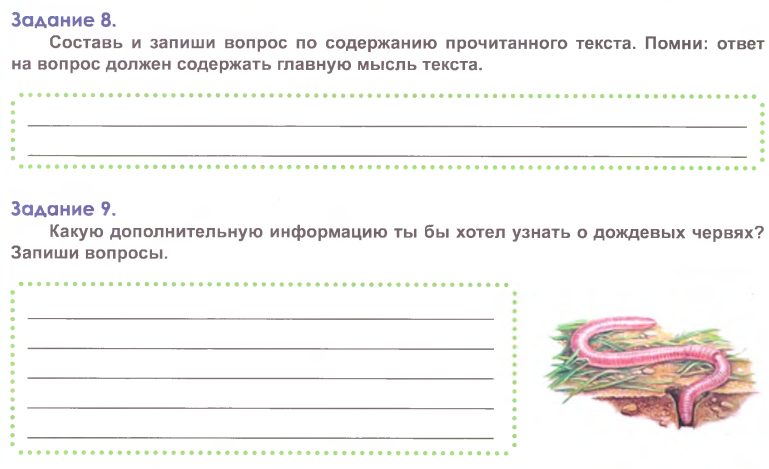 Задание 8.
Составь и запиши вопрос по содержанию прочитанного текста. Помни: ответ
на вопрос должен содержать главную мысль текста.
Задание 9.
Какую дополнительную информацию ты бы хотел узнать о дождевых червях?
Запиши вопросы.